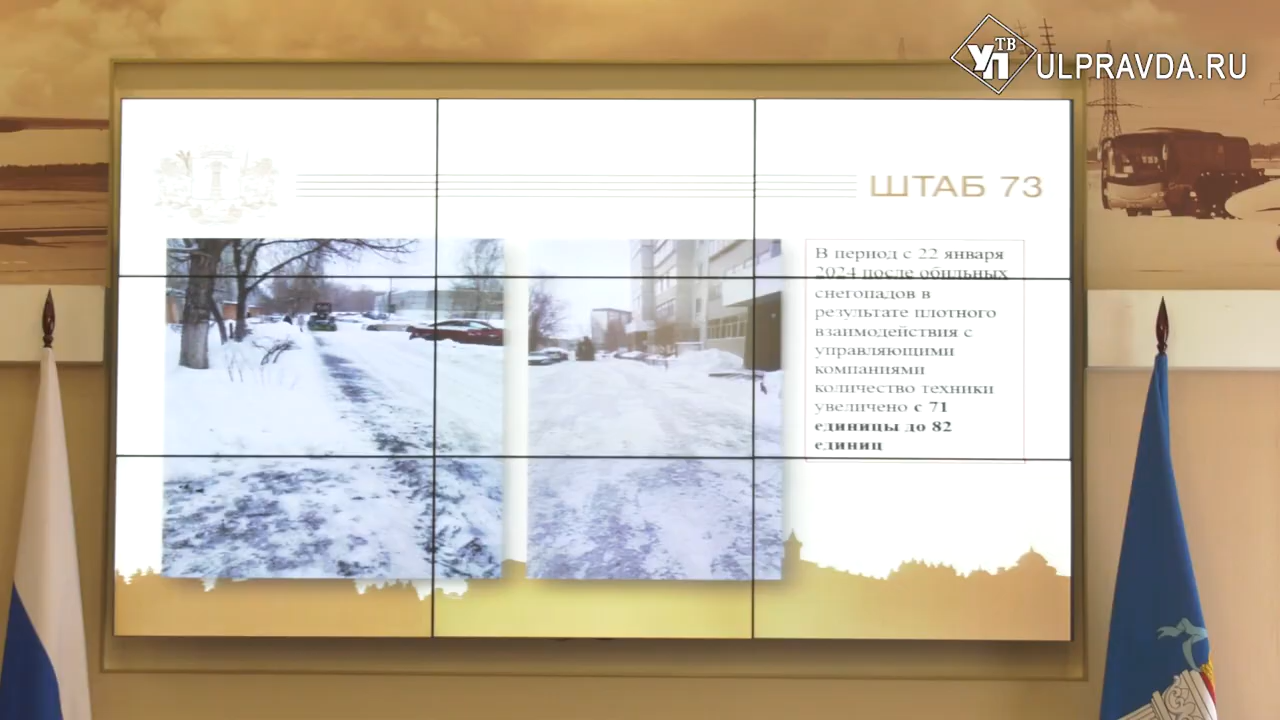 УП ТВ
ULPRAVDA.RU
ШТАБ 73
В период с 22 января
2024 после обильных
снегопадов в
результате плотного
взаимодействия с
управляющими
компаниями
количество техники
увеличено с 71
единицы до 82
единиц